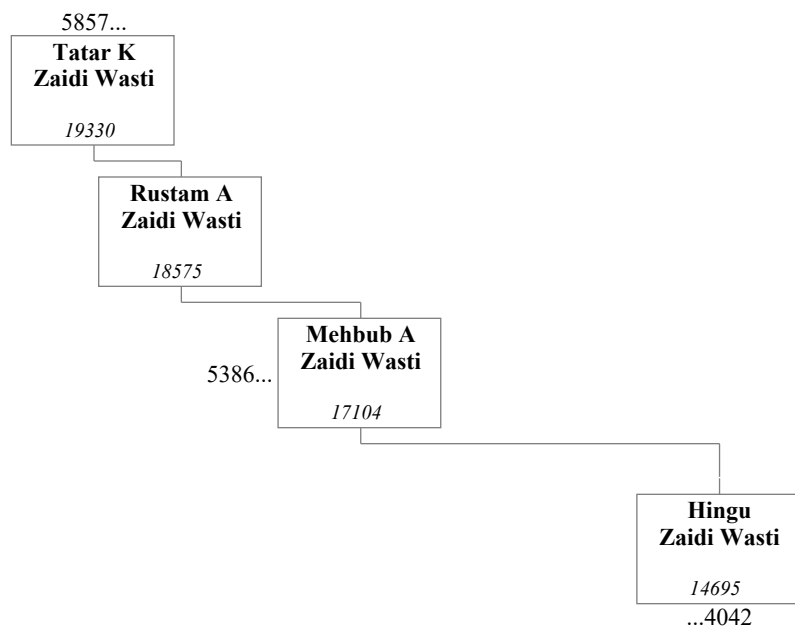 5857...
Tatar K
Zaidi Wasti
19330
Rustam A
Zaidi Wasti
18575
Mehbub A
Zaidi Wasti
5386...
17104
Hingu
Zaidi Wasti
14695
...4042